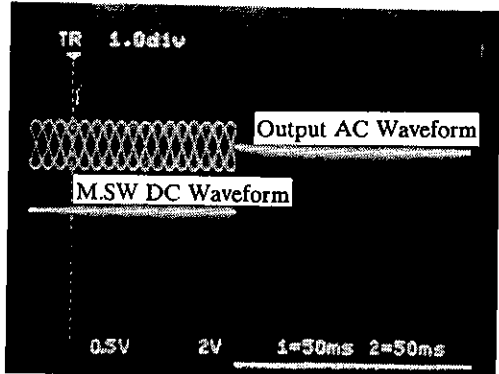 TR 1.0div
Output AC Waveform
M.SW DC Waveform
0.5V 2V 1=50ms 2=50ms